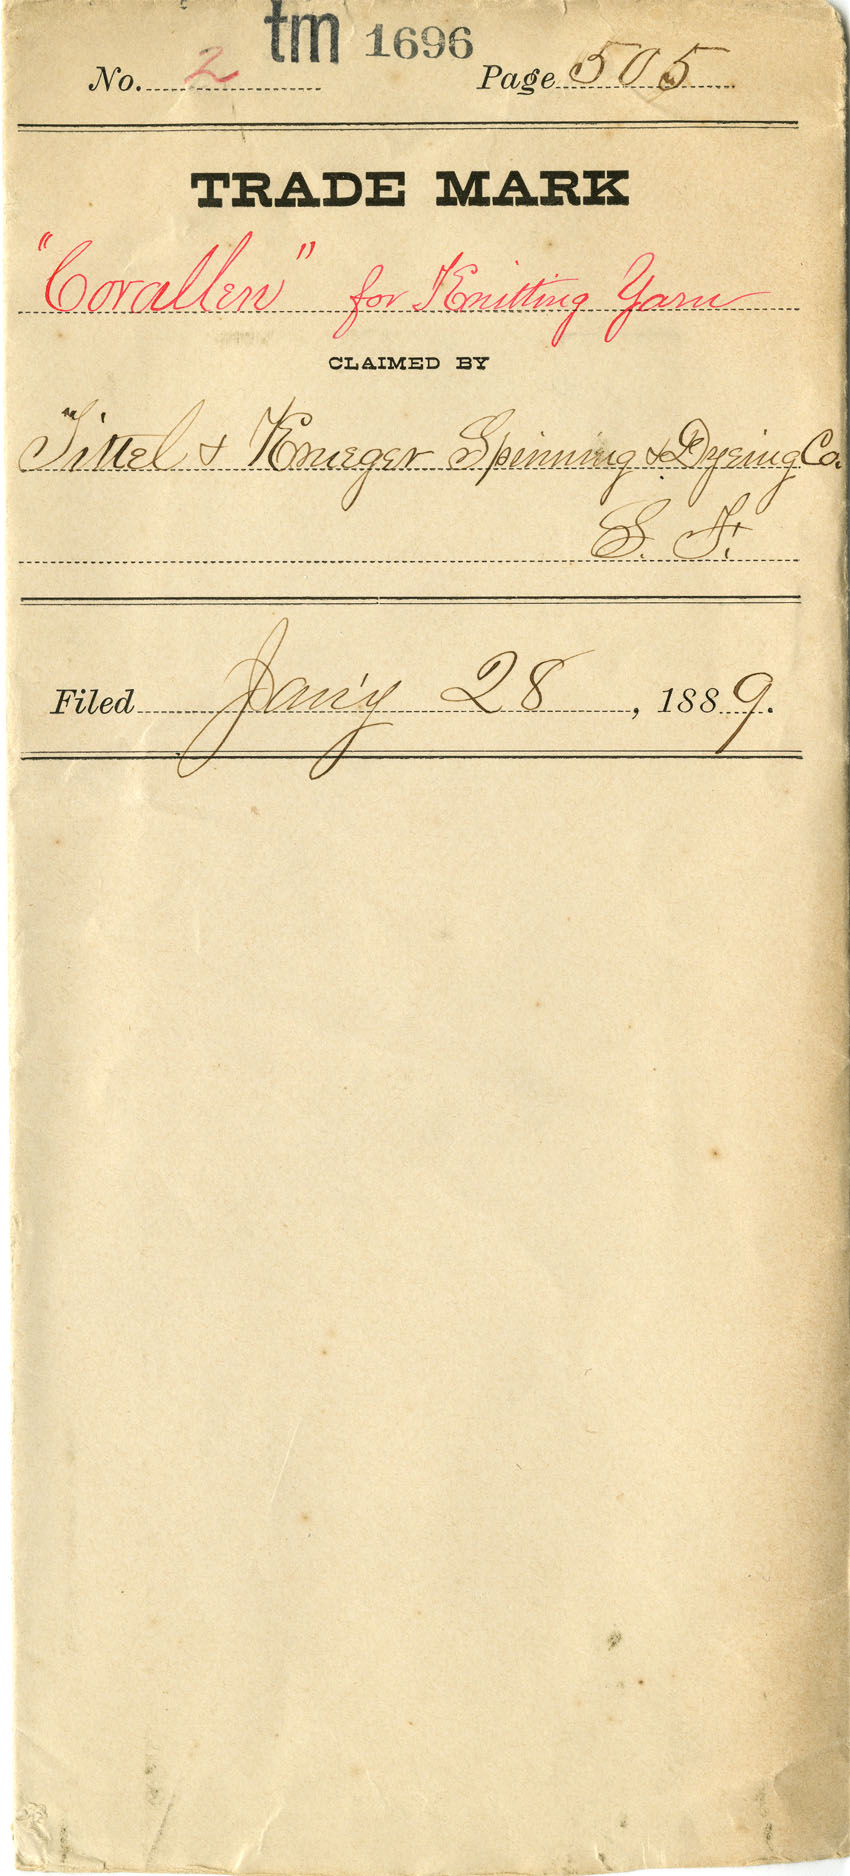 tm 1696
No. 2 Page 505
TRADE MARK
"Corallen" for Knitting Yarn
CLAIMED BY
Tittel & Krueger Spinning & Dyeing Co.
S. F.
Filed Jan'y 28, 1889.